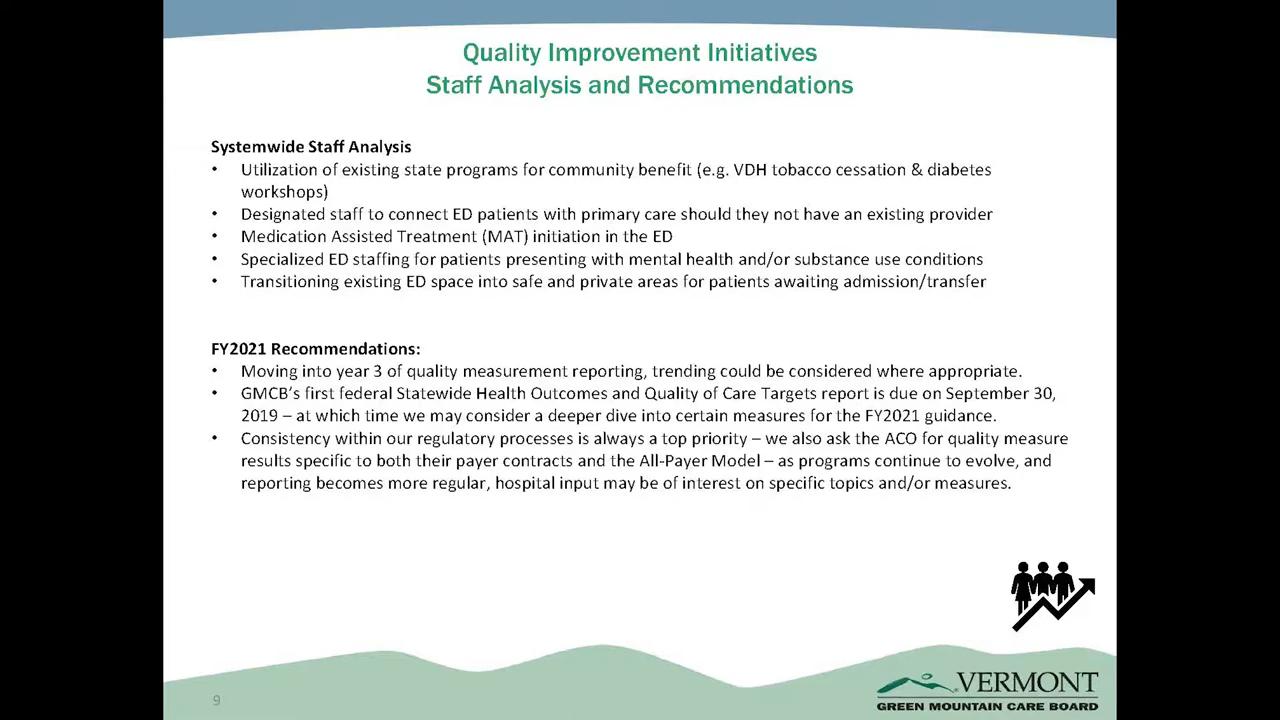 Quality Improvement Initiatives
Staff Analysis and Recommendations
Systemwide Staff Analysis
• Utilization of existing state programs for community benefit (e.g. VDH tobacco cessation & diabetes
workshops)
• Designated staff to connect ED patients with primary care should they not have an existing provider
• Medication Assisted Treatment (MAT) initiation in the ED
• Specialized ED staffing for patients presenting with mental health and/or substance use conditions
• Transitioning existing ED space into safe and private areas for patients awaiting admission/transfer
FY2021 Recommendations:
• Moving into year 3 of quality measurement reporting, trending could be considered where appropriate.
• GMCB’s first federal Statewide Health Outcomes and Quality of Care Targets report is due on September 30,
2019 – at which time we may consider a deeper dive into certain measures for the FY2021 guidance.
• Consistency within our regulatory processes is always a top priority – we also ask the ACO for quality measure
results specific to both their payer contracts and the All-Payer Model – as programs continue to evolve, and
reporting becomes more regular, hospital input may be of interest on specific topics and/or measures.
9
VERMONT
GREEN MOUNTAIN CARE BOARD